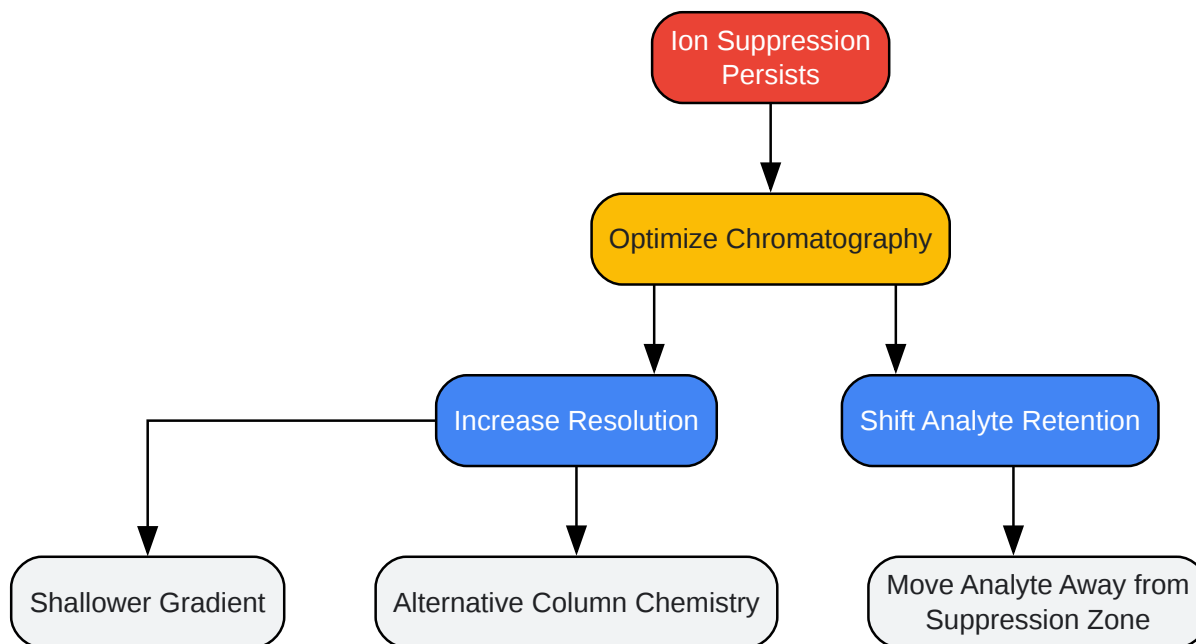 Ion Suppression
Persists
Optimize Chromatography
Increase Resolution
Shift Analyte Retention
Shallower Gradient
Alternative Column Chemistry
Move Analyte Away from
Suppression Zone